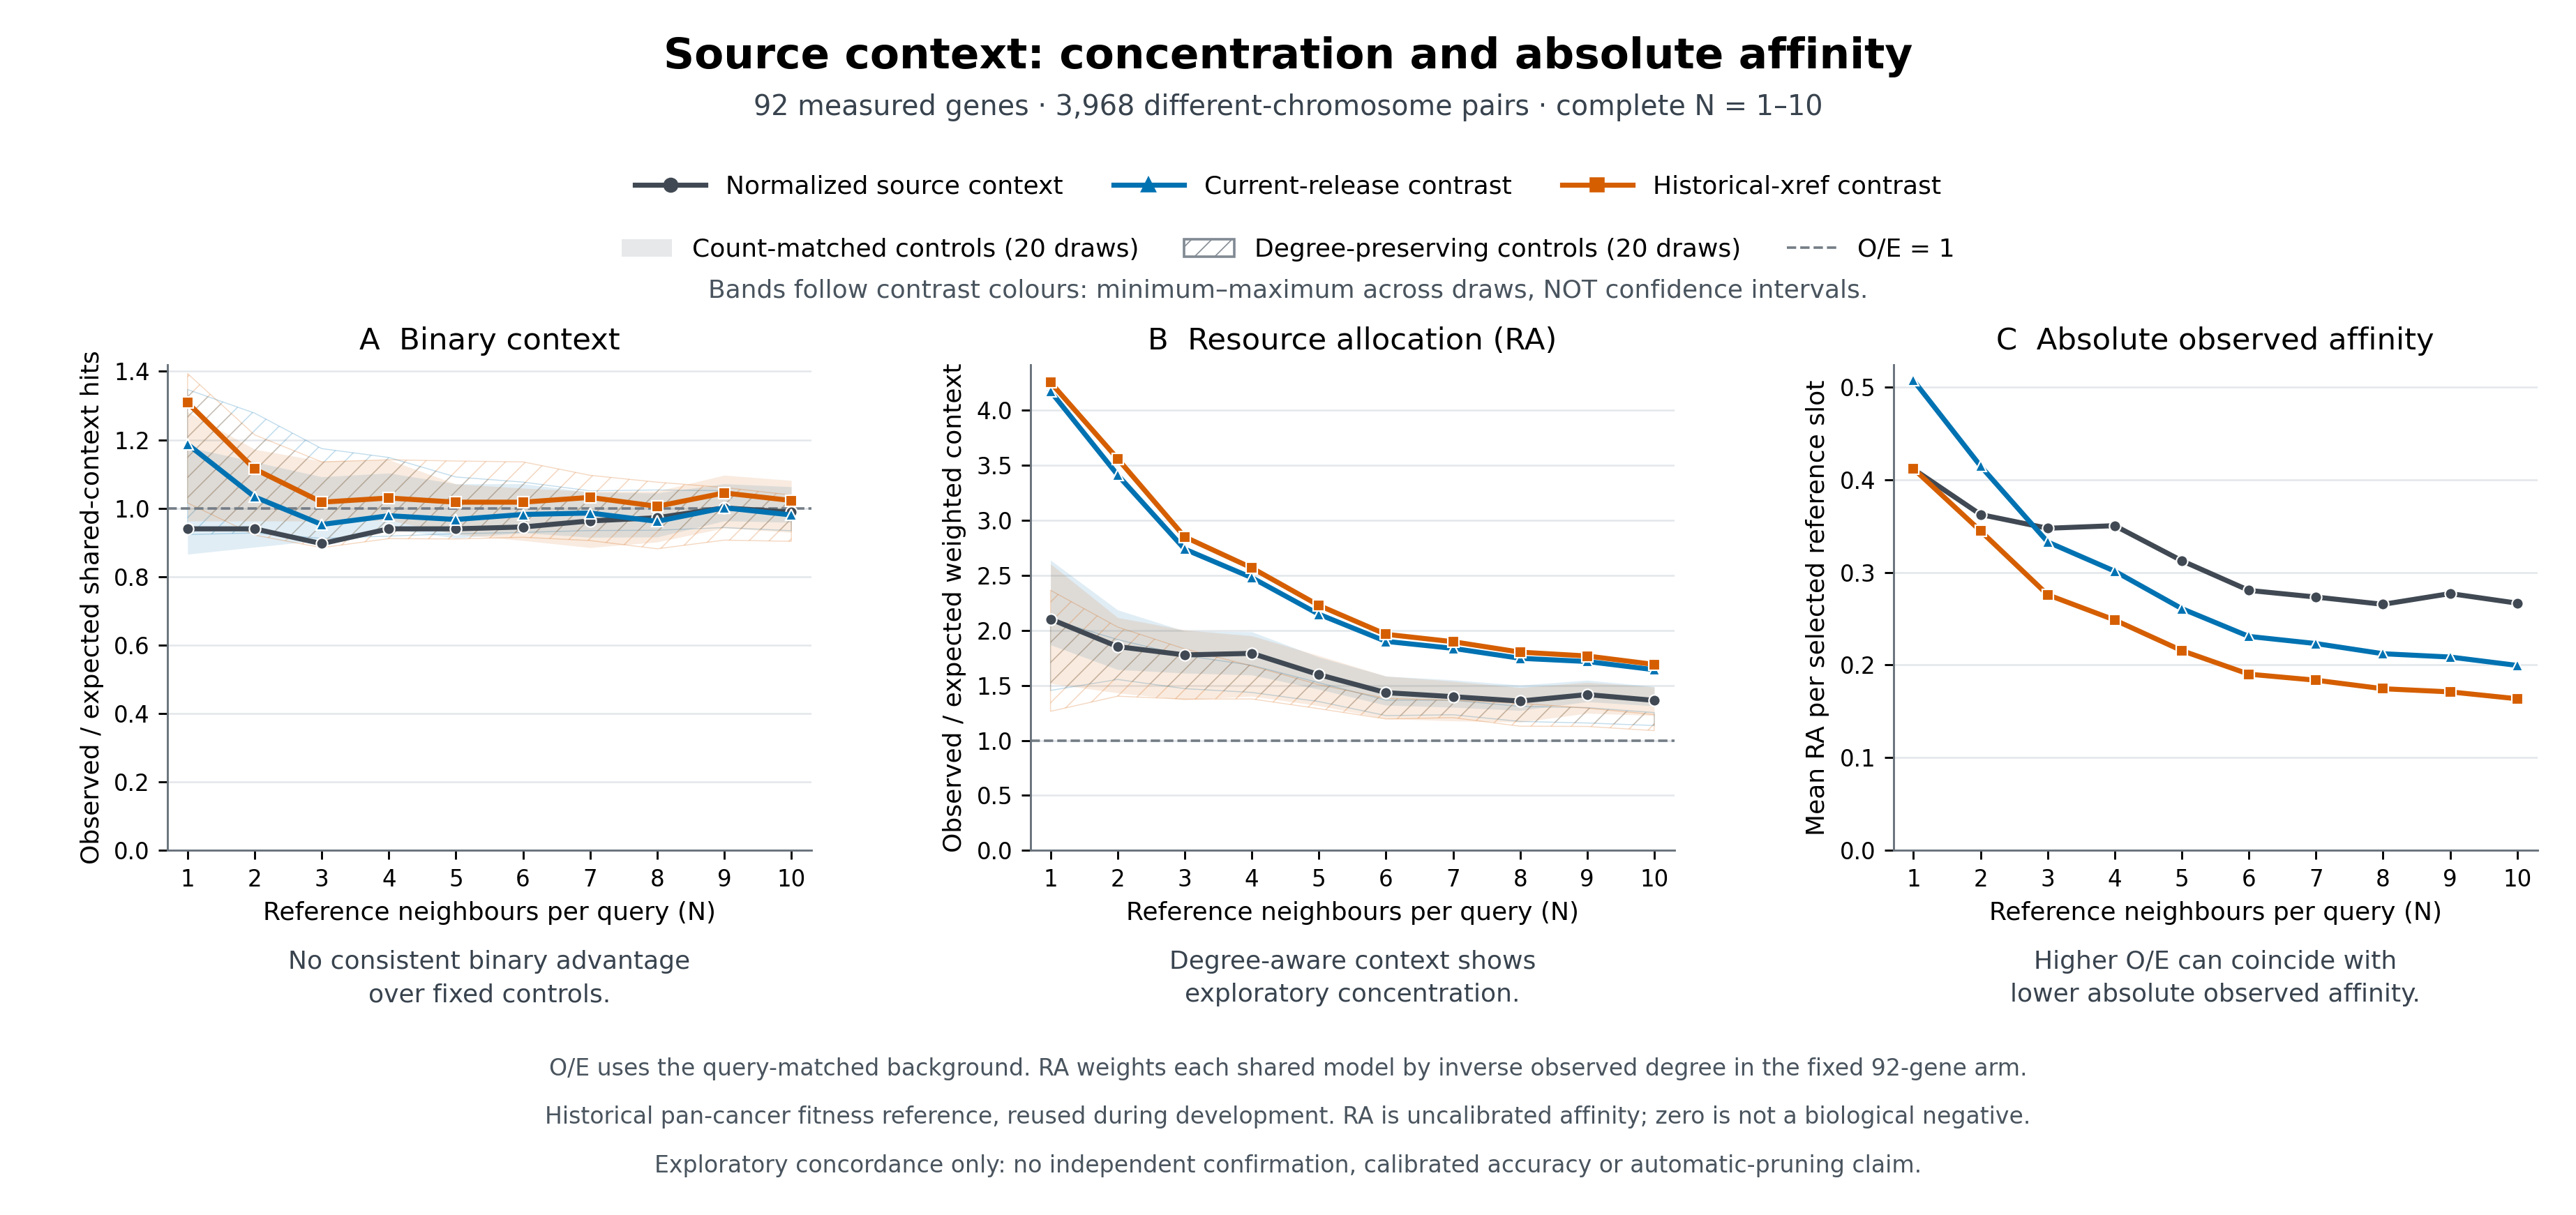 Source context: concentration and absolute affinity
92 measured genes · 3,968 different-chromosome pairs · complete N = 1–10
Normalized source context
Current-release contrast
Historical-xref contrast
Count-matched controls (20 draws)
Degree-preserving controls (20 draws)
O/E = 1
Bands follow contrast colours: minimum–maximum across draws, NOT confidence intervals.
A Binary context
Observed / expected shared-context hits
1.4
1.2
1.0
0.8
0.6
0.4
0.2
0.0
1 2 3 4 5 6 7 8 9 10
Reference neighbours per query (N)
No consistent binary advantage
over fixed controls.
B Resource allocation (RA)
Observed / expected weighted context
4.0
3.5
3.0
2.5
2.0
1.5
1.0
0.5
0.0
1 2 3 4 5 6 7 8 9 10
Reference neighbours per query (N)
Degree-aware context shows
exploratory concentration.
C Absolute observed affinity
Mean RA per selected reference slot
0.5
0.4
0.3
0.2
0.1
0.0
1 2 3 4 5 6 7 8 9 10
Reference neighbours per query (N)
Higher O/E can coincide with
lower absolute observed affinity.
O/E uses the query-matched background. RA weights each shared model by inverse observed degree in the fixed 92-gene arm.
Historical pan-cancer fitness reference, reused during development. RA is uncalibrated affinity; zero is not a biological negative.
Exploratory concordance only: no independent confirmation, calibrated accuracy or automatic-pruning claim.